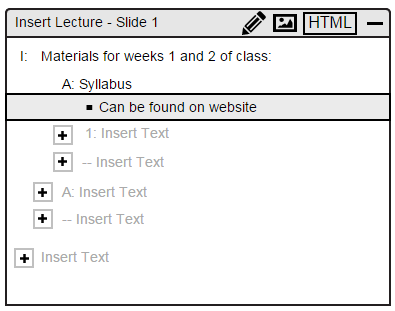 Insert Lecture - Slide 1 HTML
I: Materials for weeks 1 and 2 of class:
A: Syllabus
▪ Can be found on website
1: Insert Text
-- Insert Text
A: Insert Text
-- Insert Text
Insert Text